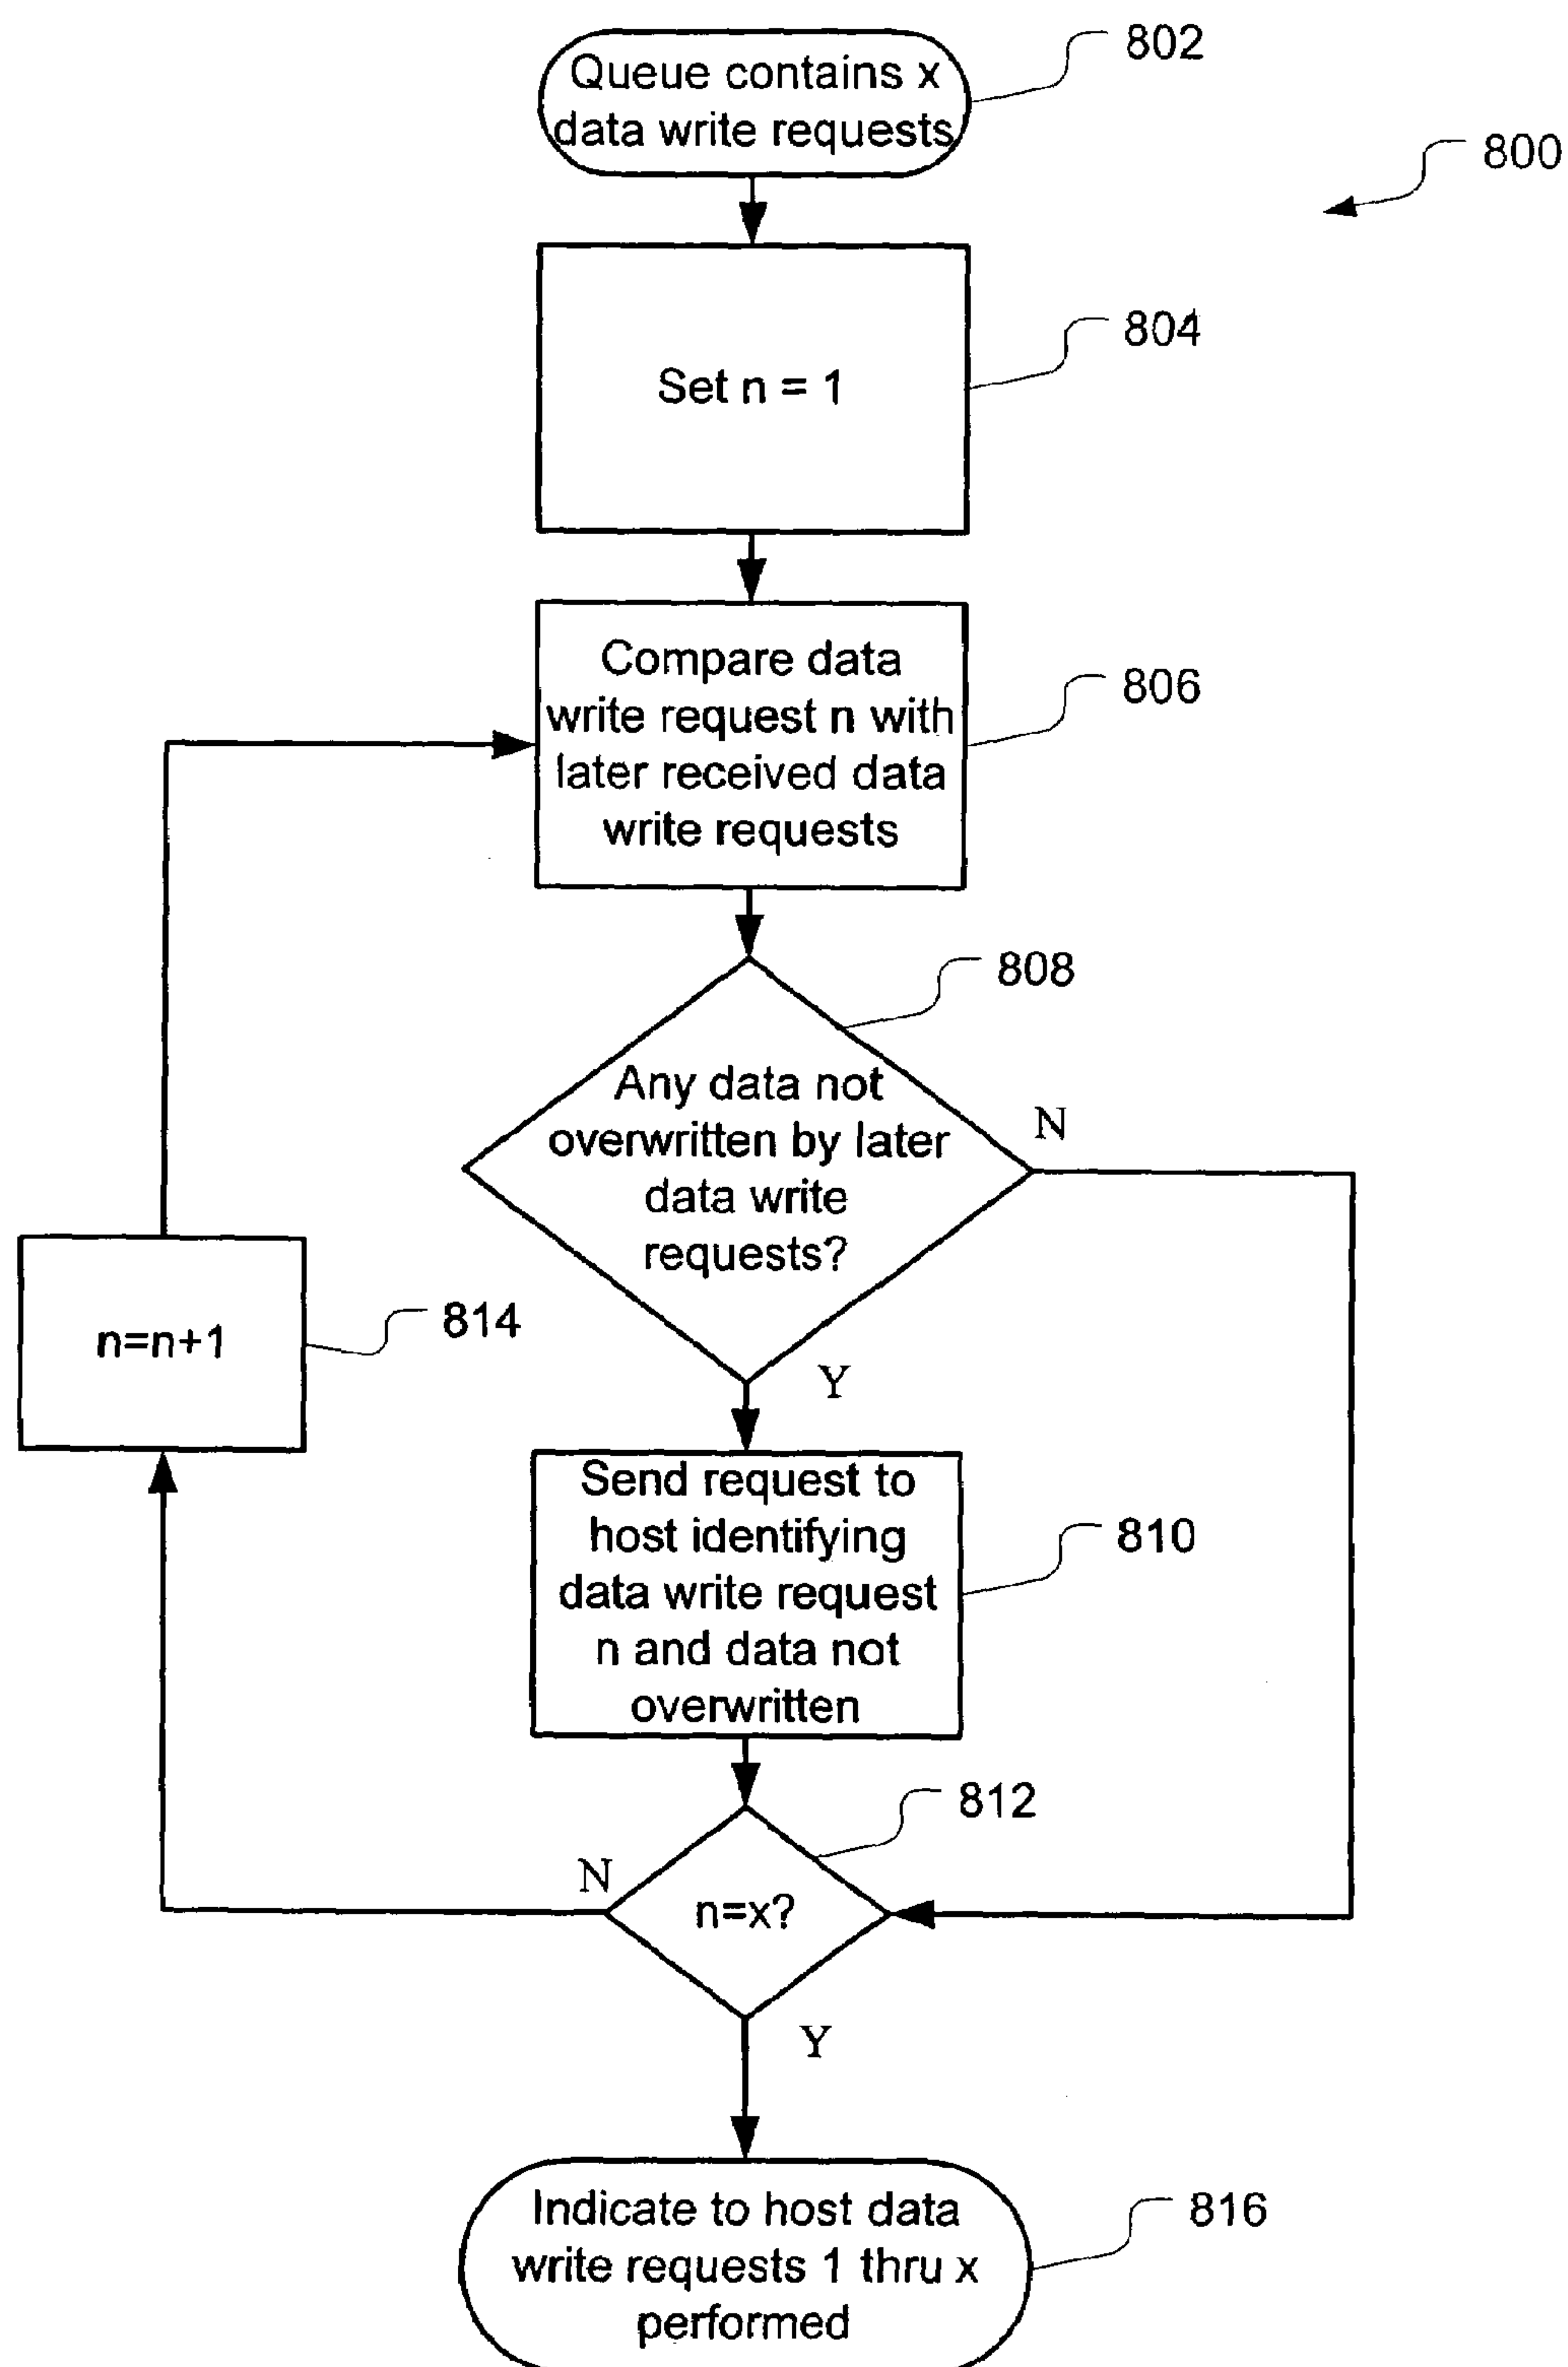 Queue contains x
data write requests
802
800
Set n = 1
804
Compare data
write request n with
later received data
write requests
806
808
Any data not
overwritten by later
data write
requests?
N
Y
n=n+1
814
Send request to
host identifying
data write request
n and data not
overwritten
810
812
N
n=x?
Y
Indicate to host data
write requests 1 thru x
performed
816